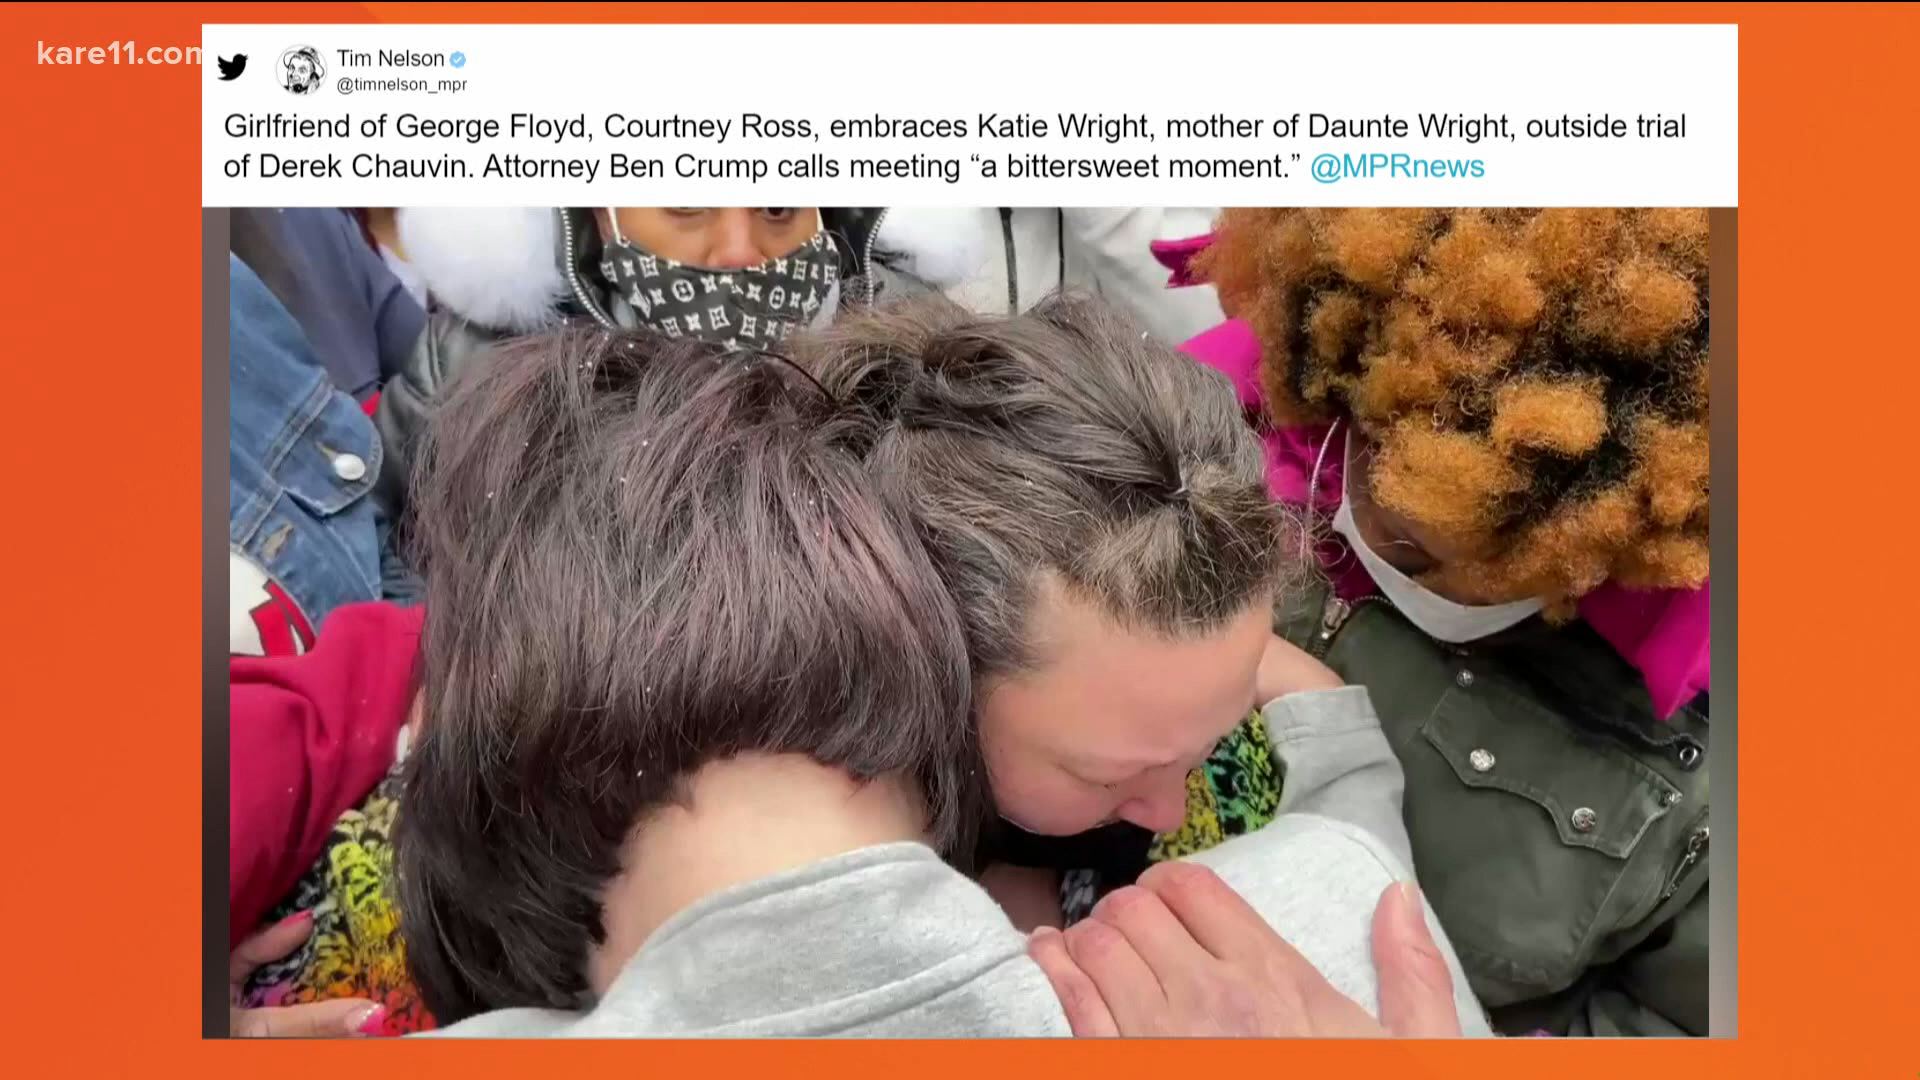 kare11.com
Tim Nelson
@timnelson_mpr
Girlfriend of George Floyd, Courtney Ross, embraces Katie Wright, mother of Daunte Wright, outside trial
of Derek Chauvin. Attorney Ben Crump calls meeting “a bittersweet moment.” @MPRnews